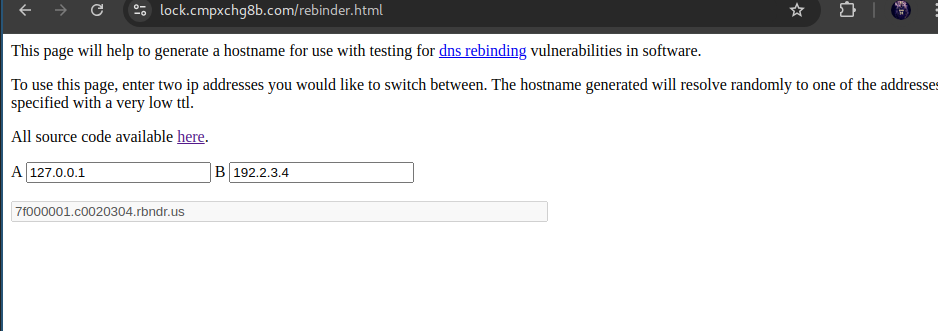 lock.cmpxchg8b.com/rebinder.html
This page will help to generate a hostname for use with testing for dns rebinding vulnerabilities in software.
To use this page, enter two ip addresses you would like to switch between. The hostname generated will resolve randomly to one of the addresses
specified with a very low ttl.
All source code available here.
A 127.0.0.1 B 192.2.3.4
7f000001.c0020304.rbndr.us